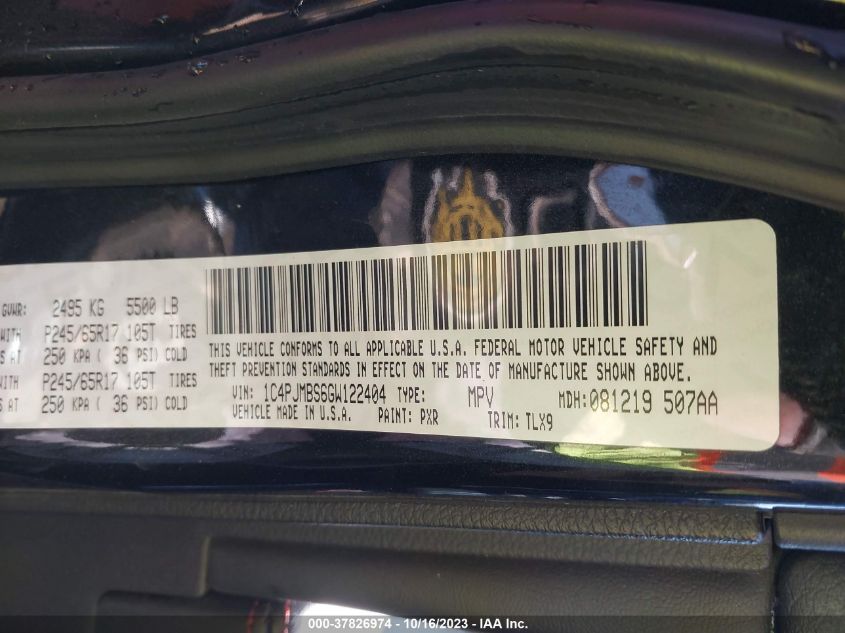 GVWR: 2495 KG 5500 LB
WITH P245/65R17 105T TIRES
S AT 250 KPA ( 36 PSI) COLD
WITH P245/65R17 105T TIRES
S AT 250 KPA ( 36 PSI) COLD
THIS VEHICLE CONFORMS TO ALL APPLICABLE U.S.A. FEDERAL MOTOR VEHICLE SAFETY AND
THEFT PREVENTION STANDARDS IN EFFECT ON THE DATE OF MANUFACTURE SHOWN ABOVE.
VIN: 1C4PJMBS6GW122404 TYPE: MPV MDH: 081219 507AA
VEHICLE MADE IN U.S.A. PAINT: PXR TRIM: TLX9
000-37826974 - 10/16/2023 - IAA Inc.